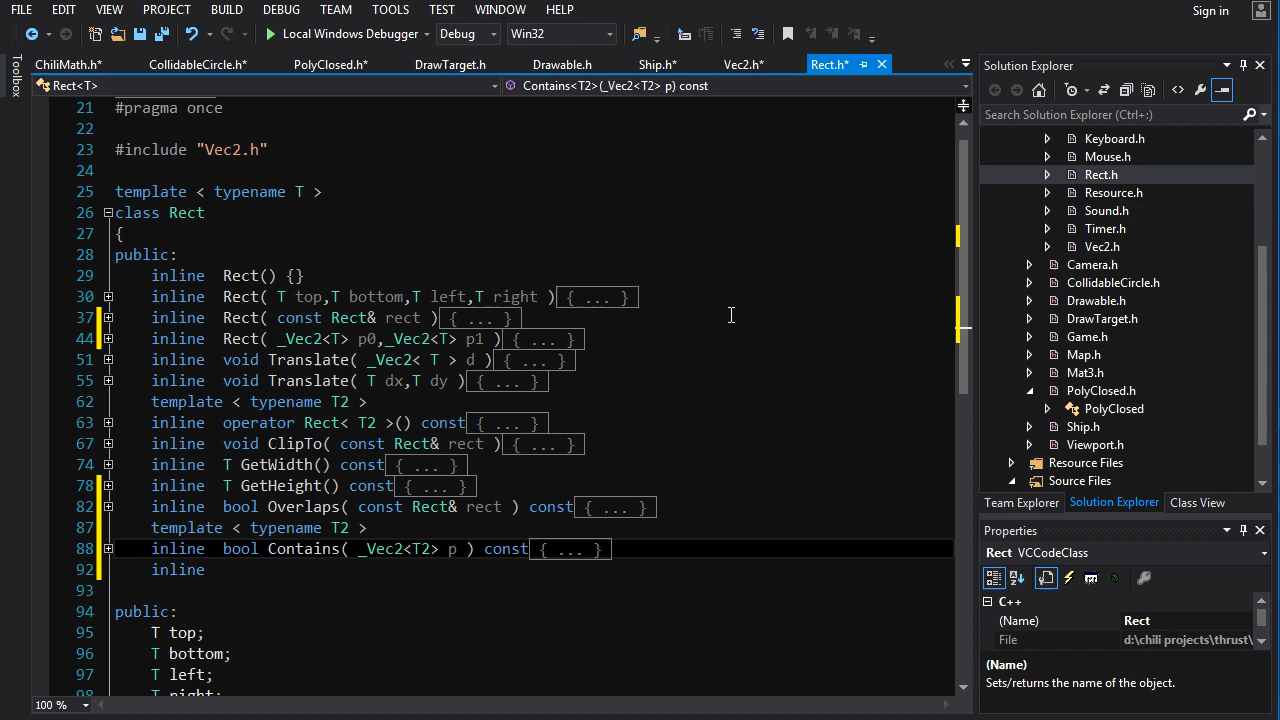 FILE EDIT VIEW PROJECT BUILD DEBUG TEAM TOOLS TEST WINDOW HELP Sign in
Local Windows Debugger Debug Win32
Toolbox
ChiliMath.h* CollidableCircle.h* PolyClosed.h* DrawTarget.h Drawable.h Ship.h* Vec2.h* Rect.h*
Rect<T> Contains<T2>(_Vec2<T2> p) const
21 #pragma once
22
23 #include "Vec2.h"
24
25 template < typename T >
26 class Rect
27 {
28 public:
29 inline Rect() {}
30 inline Rect( T top,T bottom,T left,T right ){ ... }
37 inline Rect( const Rect& rect ){ ... }
44 inline Rect( _Vec2<T> p0,_Vec2<T> p1 ){ ... }
51 inline void Translate( _Vec2< T > d ){ ... }
55 inline void Translate( T dx,T dy ){ ... }
62 template < typename T2 >
63 inline operator Rect< T2 >() const{ ... }
67 inline void ClipTo( const Rect& rect ){ ... }
74 inline T GetWidth() const{ ... }
78 inline T GetHeight() const{ ... }
82 inline bool Overlaps( const Rect& rect ) const{ ... }
87 template < typename T2 >
88 inline bool Contains( _Vec2<T2> p ) const{ ... }
92 inline
93
94 public:
95 T top;
96 T bottom;
97 T left;
98 T right;
100 %
Solution Explorer
Search Solution Explorer (Ctrl+;)
Keyboard.h
Mouse.h
Rect.h
Resource.h
Sound.h
Timer.h
Vec2.h
Camera.h
CollidableCircle.h
Drawable.h
DrawTarget.h
Game.h
Map.h
Mat3.h
PolyClosed.h
PolyClosed
Ship.h
Viewport.h
Resource Files
Source Files
Team Explorer Solution Explorer Class View
Properties
Rect VCCodeClass
C++
(Name) Rect
File d:\chili projects\thrust\
(Name)
Sets/returns the name of the object.